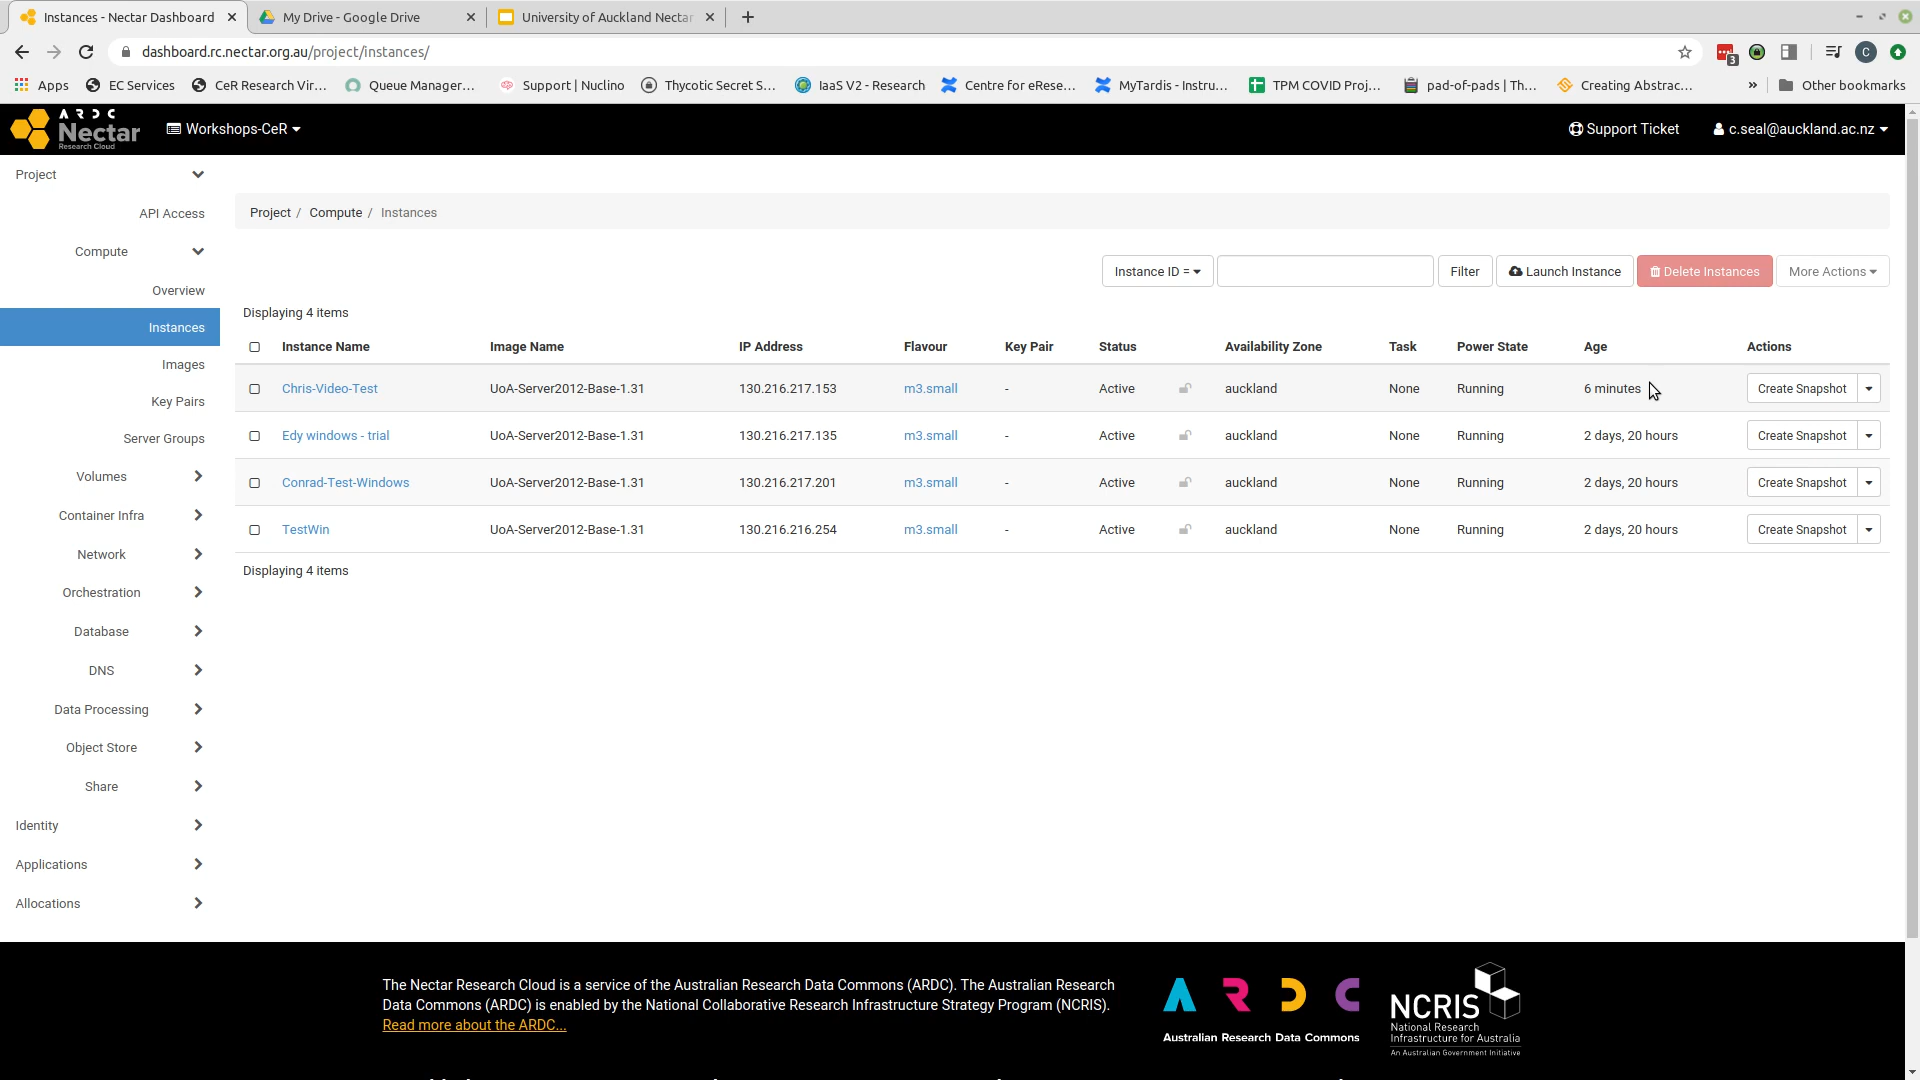 Instances - Nectar Dashboard
My Drive - Google Drive
University of Auckland Nectar
dashboard.rc.nectar.org.au/project/instances/
3
C
Apps
EC Services
CeR Research Vir...
Queue Manager...
Support | Nuclino
Thycotic Secret S...
IaaS V2 - Research
Centre for eRese...
MyTardis - Instru...
TPM COVID Proj...
pad-of-pads | Th...
Creating Abstrac...
»
Other bookmarks
ARDC
Nectar
Research Cloud
Workshops-CeR
Support Ticket
c.seal@auckland.ac.nz
Project
API Access
Compute
Overview
Instances
Images
Key Pairs
Server Groups
Volumes
Container Infra
Network
Orchestration
Database
DNS
Data Processing
Object Store
Share
Identity
Applications
Allocations
Project / Compute / Instances
Instance ID =
Filter
Launch Instance
Delete Instances
More Actions
Displaying 4 items
Instance Name Image Name IP Address Flavour Key Pair Status Availability Zone Task Power State Age Actions
Chris-Video-Test UoA-Server2012-Base-1.31 130.216.217.153 m3.small - Active auckland None Running 6 minutes Create Snapshot
Edy windows - trial UoA-Server2012-Base-1.31 130.216.217.135 m3.small - Active auckland None Running 2 days, 20 hours Create Snapshot
Conrad-Test-Windows UoA-Server2012-Base-1.31 130.216.217.201 m3.small - Active auckland None Running 2 days, 20 hours Create Snapshot
TestWin UoA-Server2012-Base-1.31 130.216.216.254 m3.small - Active auckland None Running 2 days, 20 hours Create Snapshot
Displaying 4 items
The Nectar Research Cloud is a service of the Australian Research Data Commons (ARDC). The Australian Research
Data Commons (ARDC) is enabled by the National Collaborative Research Infrastructure Strategy Program (NCRIS).
Read more about the ARDC...
ARDC
Australian Research Data Commons
NCRIS
National Research
Infrastructure for Australia
An Australian Government Initiative